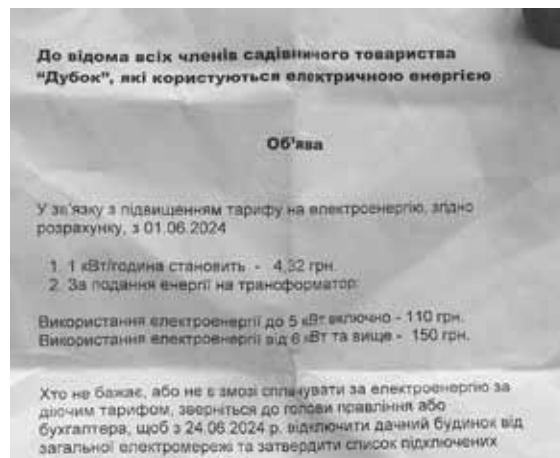 До відома всіх членів садівничого товариства
“Дубок”, які користуються електричною енергією
Об'ява
У зв'язку з підвищенням тарифу на електроенергію, згідно
розрахунку, з 01.06.2024
1. 1 кВт/година становить - 4,32 грн.
2. За подання енергії на трансформатор:
Використання електроенергії до 5 кВт включно - 110 грн.
Використання електроенергії від 6 кВт та вище - 150 грн.
Хто не бажає, або не є змозі сплачувати за електроенергію за
діючим тарифом, зверніться до голови правління або
бухгалтера, щоб з 24.06.2024 р. відключити дачний будинок від
загальної електромережі та затвердити список підключених